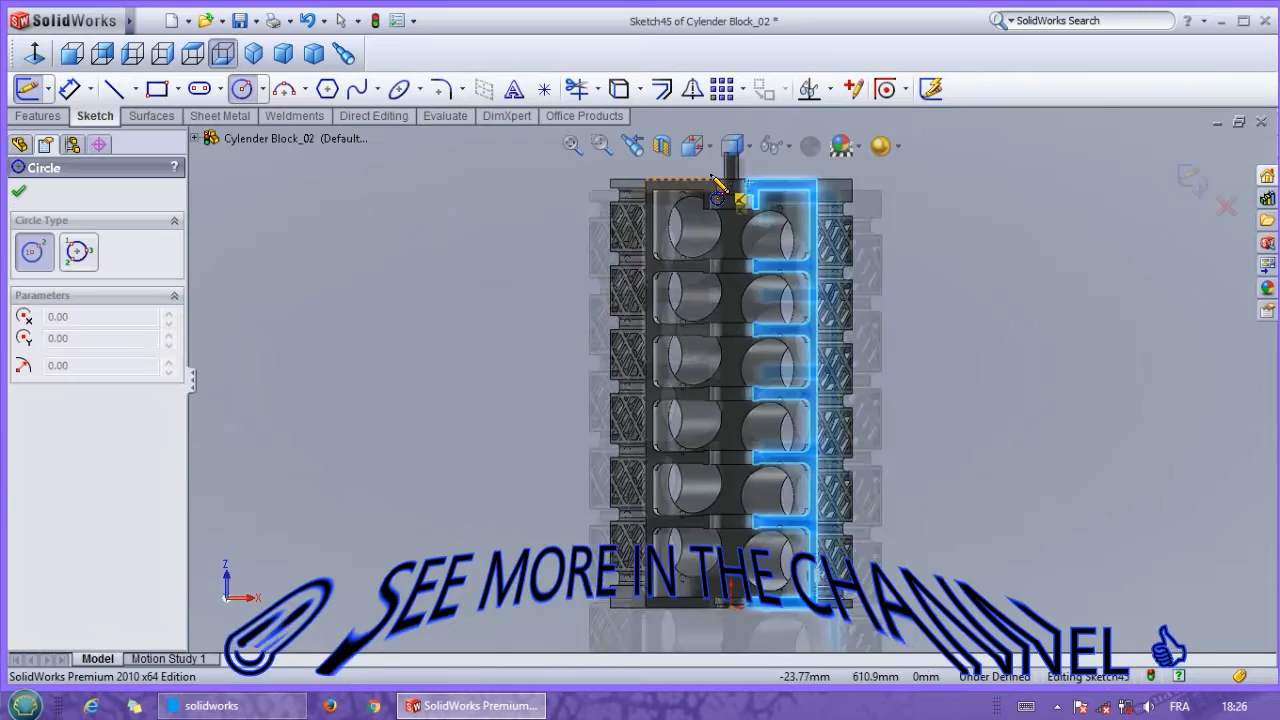 SolidWorks
Sketch45 of Cylender Block_02 *
SolidWorks Search
Features
Sketch
Surfaces
Sheet Metal
Weldments
Direct Editing
Evaluate
DimXpert
Office Products
Cylender Block_02 (Default...
Circle
?
Circle Type
Parameters
0.00
0.00
0.00
Z
X
SEE MORE IN THE CHANNEL
Model
Motion Study 1
SolidWorks Premium 2010 x64 Edition
-23.77mm
610.9mm
0mm
Under Defined
Editing Sketch45
solidworks
SolidWorks Premium...
FRA
18:26